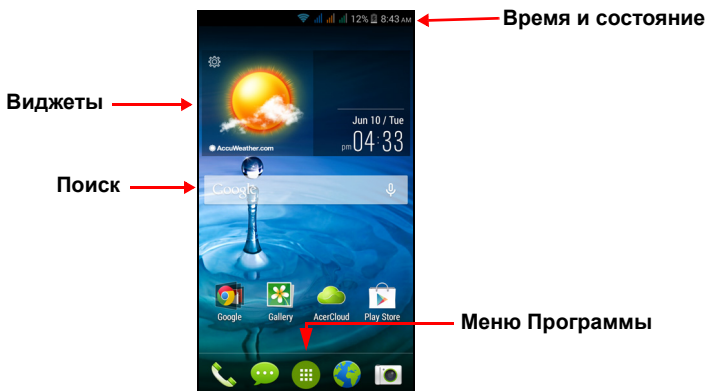 12% 8:43 AM
Время и состояние
Виджеты
Jun 10 / Tue
pm 04:33
AccuWeather.com
Поиск
Google
Google Gallery AcerCloud Play Store
Меню Программы